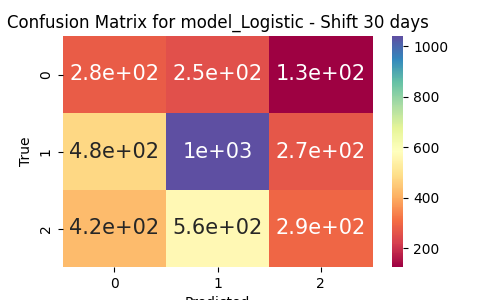 Confusion Matrix for model_Logistic - Shift 30 days
0 2.8e+02 2.5e+02 1.3e+02
1 4.8e+02 1e+03 2.7e+02
2 4.2e+02 5.6e+02 2.9e+02
True
0 1 2
Predicted
1000
800
600
400
200